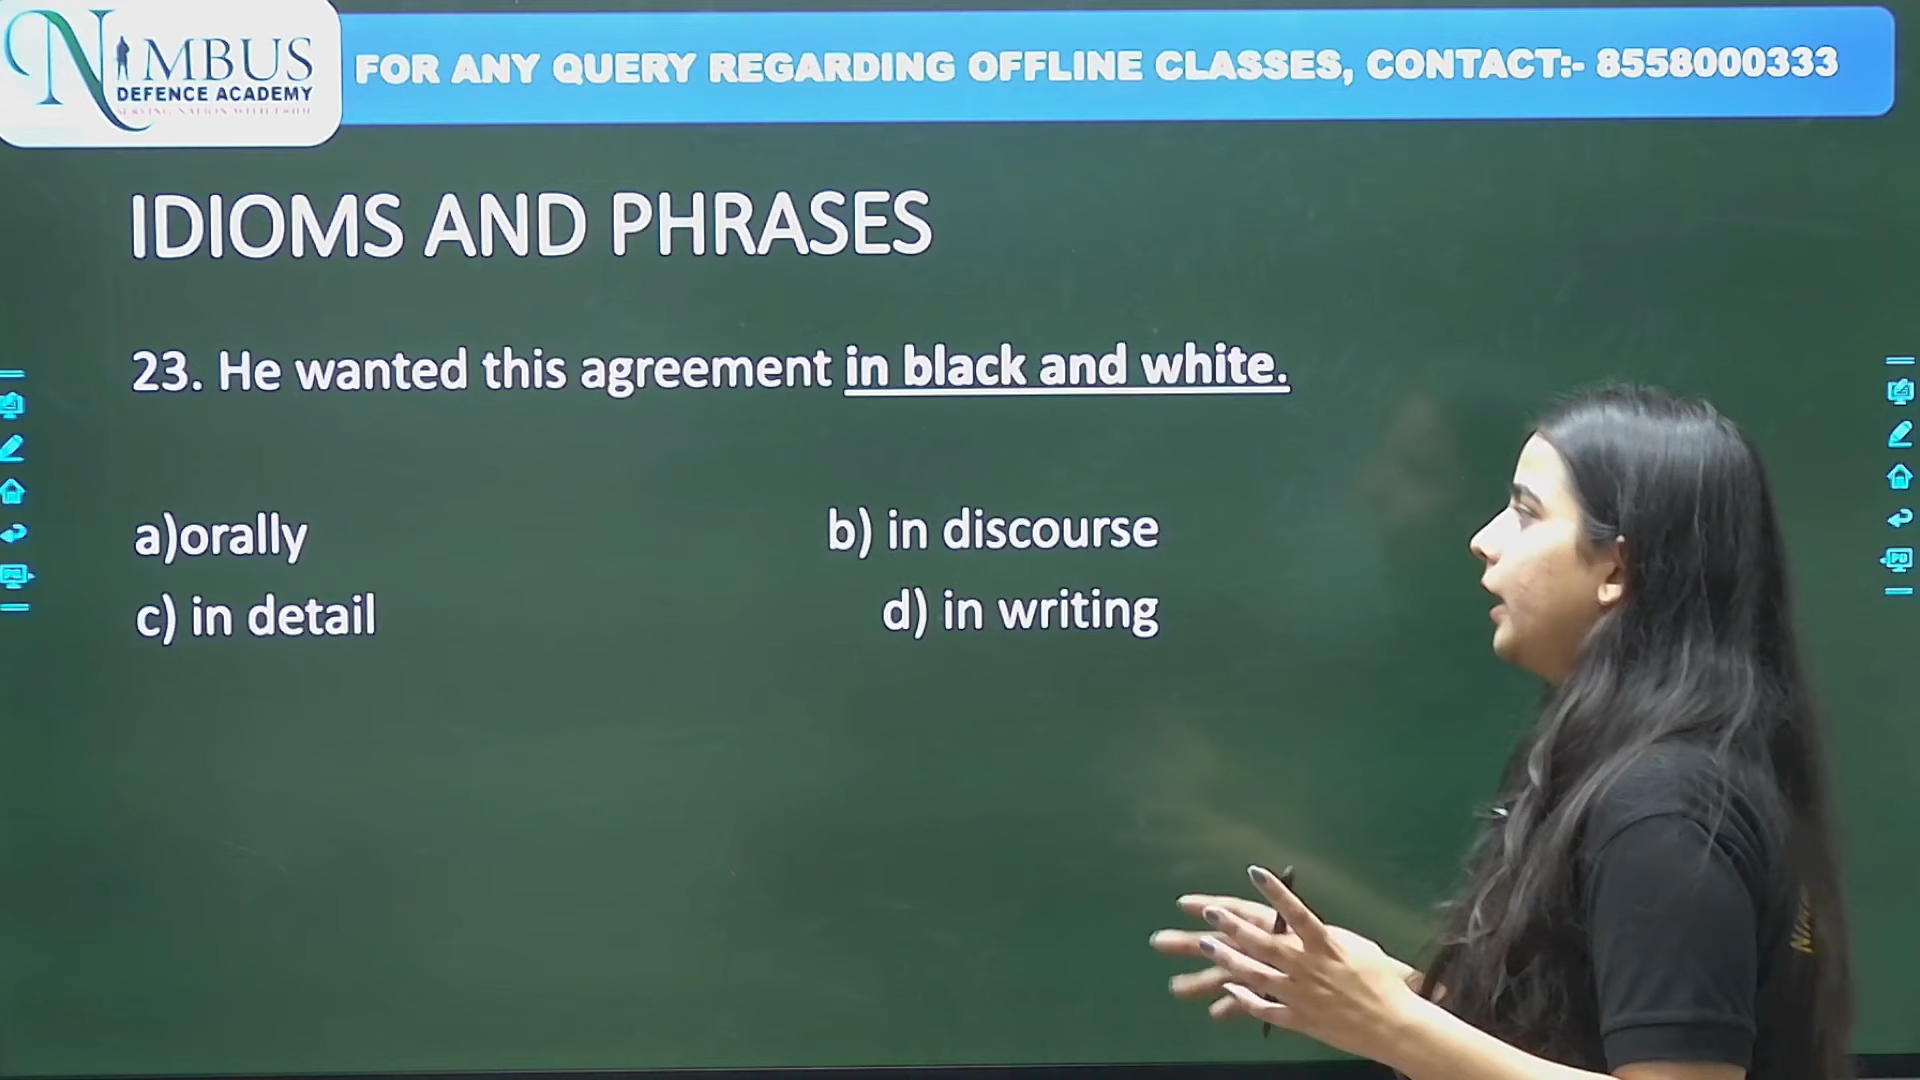 NIMBUS
DEFENCE ACADEMY
FOR ANY QUERY REGARDING OFFLINE CLASSES, CONTACT:- 8558000333
IDIOMS AND PHRASES
23. He wanted this agreement in black and white.
a)orally
b) in discourse
c) in detail
d) in writing